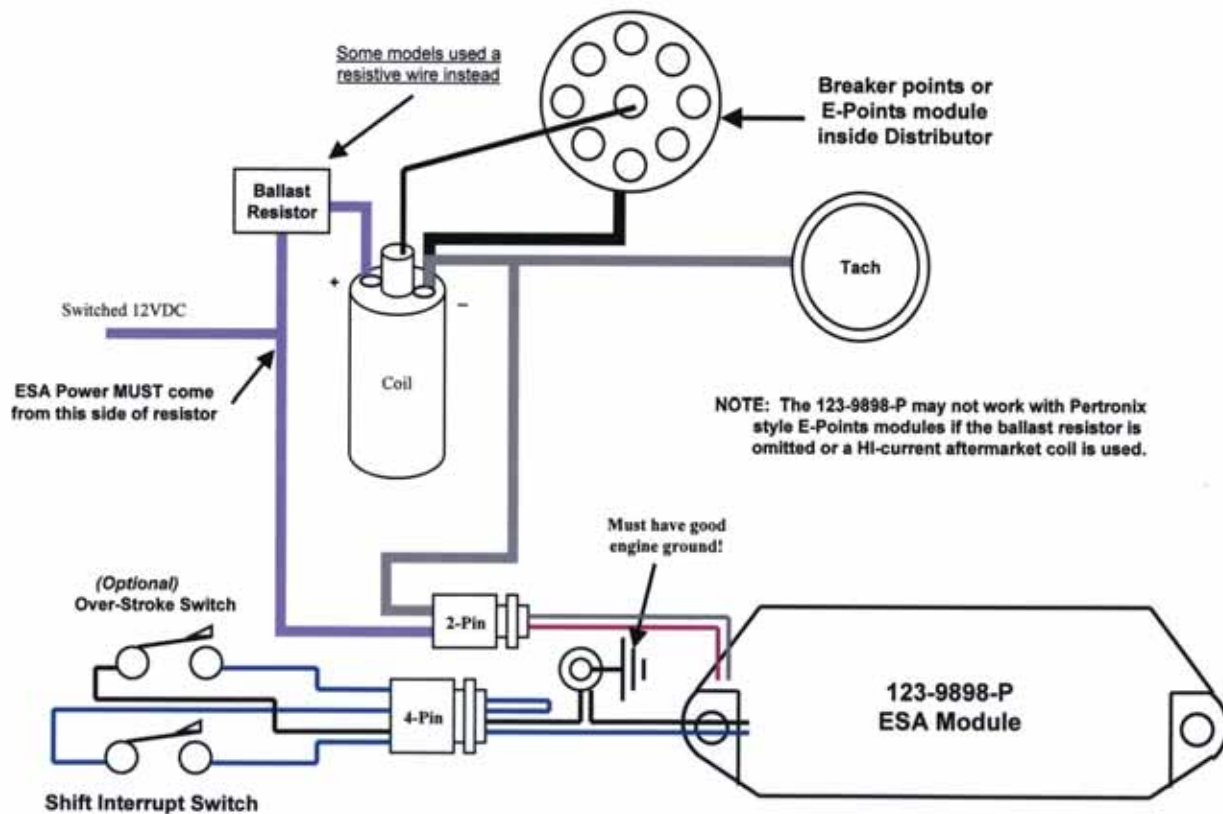 Some models used a
resistive wire instead
Breaker points or
E-Points module
inside Distributor
Ballast
Resistor
Tach
+
–
Switched 12VDC
Coil
ESA Power MUST come
from this side of resistor
NOTE: The 123-9898-P may not work with Pertronix
style E-Points modules if the ballast resistor is
omitted or a HI-current aftermarket coil is used.
Must have good
engine ground!
(Optional)
Over-Stroke Switch
2-Pin
123-9898-P
ESA Module
4-Pin
Shift Interrupt Switch